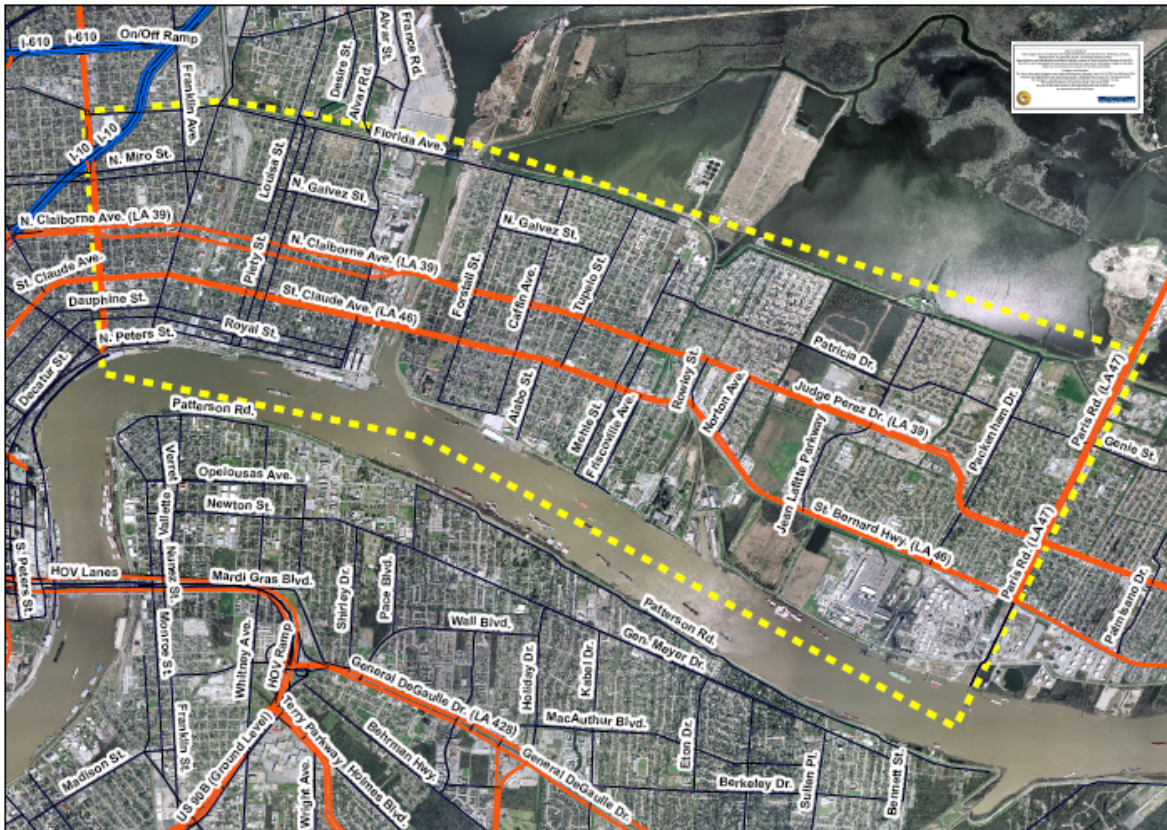 I-610
I-610
On/Off Ramp
Desire St.
Alvar St.
France Rd.
Alvar Rd.
Franklin Ave.
Florida Ave.
I-10
I-10
N. Miro St.
Louisa St.
N. Galvez St.
N. Claiborne Ave. (LA 39)
N. Claiborne Ave. (LA 39)
N. Galvez St.
St. Claude Ave.
Piety St.
Forstall St.
Caffin Ave.
Tupelo St.
Dauphine St.
St. Claude Ave. (LA 46)
N. Peters St.
Royal St.
Decatur St.
Patricia Dr.
Rowley St.
Norton Ave.
Judge Perez Dr. (LA 39)
Packenham Dr.
Paris Rd. (LA 47)
Genie St.
Alabo St.
Mehle St.
Friscoville Ave.
Jean Lafitte Parkway
St. Bernard Hwy. (LA 46)
Paris Rd. (LA 47)
Palmisano Dr.
Patterson Rd.
Verret
Opelousas Ave.
Vallette
Newton St.
S. Peters St.
HOV Lanes
Nunez St.
Mardi Gras Blvd.
Shirley Dr.
Pace Blvd.
Monroe St.
Whitney Ave.
HOV Ramp
Wall Blvd.
Patterson Rd.
Gen. Meyer Dr.
Holiday Dr.
Kabel Dr.
General DeGaulle Dr. (LA 428)
MacAuthur Blvd.
Franklin St.
US 90 B (Ground Level)
Terry Parkway
Behrman Hwy.
Holmes Blvd.
Wright Ave.
General DeGaulle Dr.
Eton Dr.
Berkeley Dr.
Sullen Pl.
Bennett St.
Madison St.